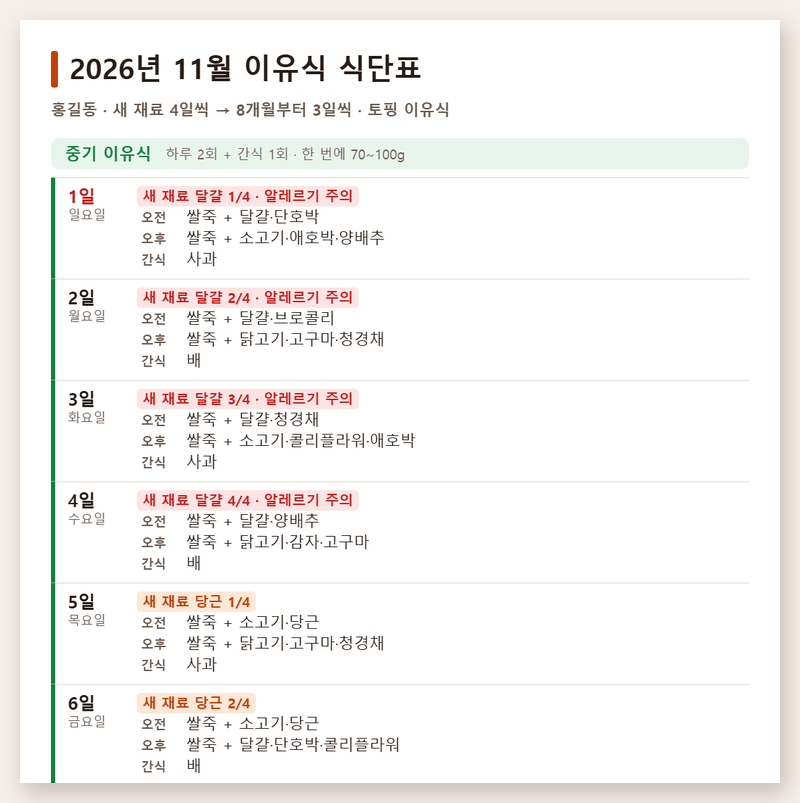 2026년 11월 이유식 식단표
홍길동 · 새 재료 4일씩 → 8개월부터 3일씩 · 토핑 이유식
중기 이유식 하루 2회 + 간식 1회 · 한 번에 70~100g
1일 새 재료 달걀 1/4 · 알레르기 주의
일요일 오전 쌀죽 + 달걀·단호박
오후 쌀죽 + 소고기·애호박·양배추
간식 사과
2일 새 재료 달걀 2/4 · 알레르기 주의
월요일 오전 쌀죽 + 달걀·브로콜리
오후 쌀죽 + 닭고기·고구마·청경채
간식 배
3일 새 재료 달걀 3/4 · 알레르기 주의
화요일 오전 쌀죽 + 달걀·청경채
오후 쌀죽 + 소고기·콜리플라워·애호박
간식 사과
4일 새 재료 달걀 4/4 · 알레르기 주의
수요일 오전 쌀죽 + 달걀·양배추
오후 쌀죽 + 닭고기·감자·고구마
간식 배
5일 새 재료 당근 1/4
목요일 오전 쌀죽 + 소고기·당근
오후 쌀죽 + 닭고기·고구마·청경채
간식 사과
6일 새 재료 당근 2/4
금요일 오전 쌀죽 + 소고기·당근
오후 쌀죽 + 달걀·단호박·콜리플라워
간식 배